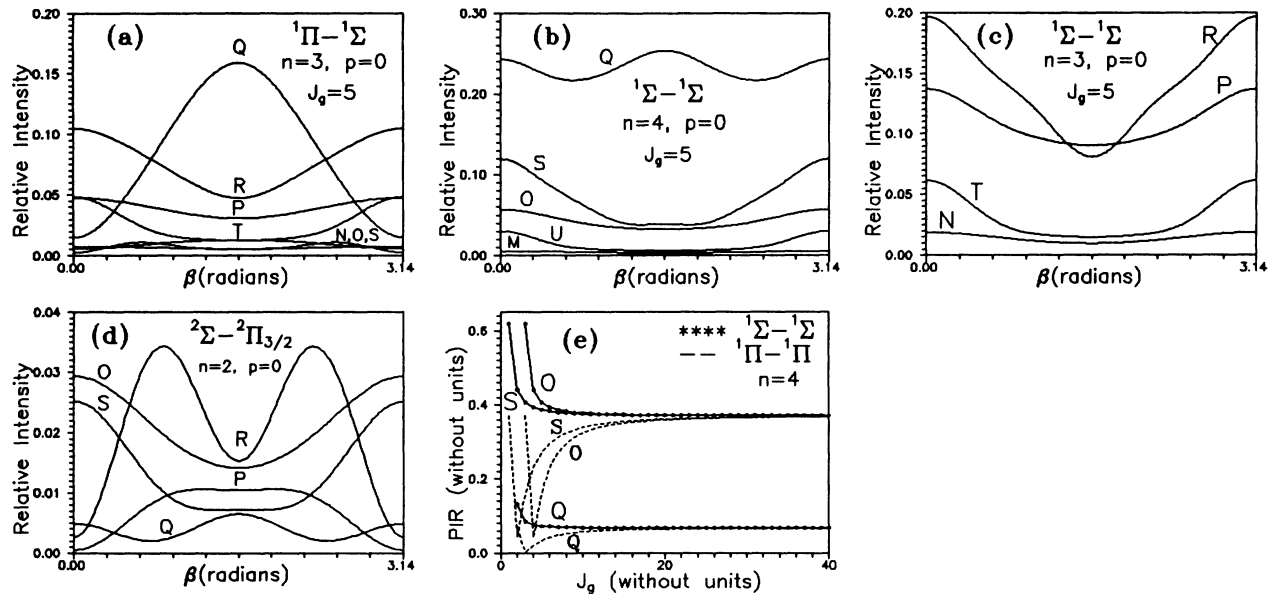 (a) ¹Π−¹Σ
n=3, p=0
J_g=5
Q
R
P
T
N,O,S
0.20
0.15
0.10
0.05
0.00
Relative Intensity
0.00 3.14
β(radians)
(b)
Q
¹Σ−¹Σ
n=4, p=0
J_g=5
S
O
M U
0.30
0.20
0.10
0.00
Relative Intensity
0.00 3.14
β(radians)
(c) ¹Σ−¹Σ
n=3, p=0
J_g=5
R
P
T
N
0.20
0.15
0.10
0.05
0.00
Relative Intensity
0.00 3.14
β(radians)
(d) ²Σ−²Π₃/₂
n=2, p=0
O
S
R
P
Q
0.04
0.03
0.02
0.01
0.00
Relative Intensity
0.00 3.14
β(radians)
(e) **** ¹Σ−¹Σ
−− ¹Π−¹Π
n=4
S O
S
O
Q
Q
0.6
0.4
0.2
0.0
PIR (without units)
0 20 40
J_g (without units)